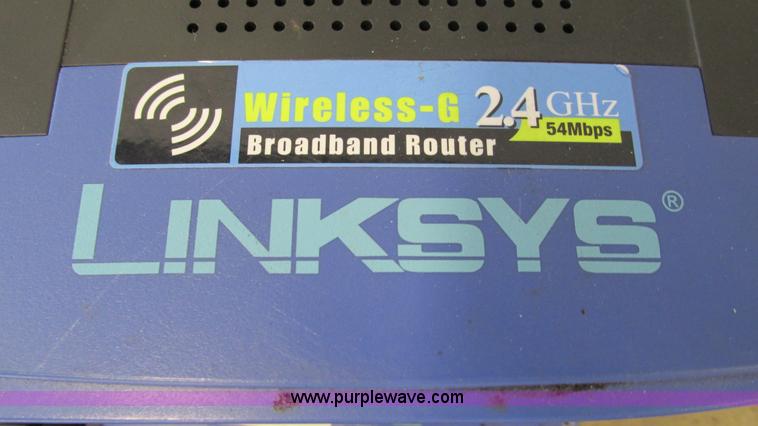 Wireless-G 2.4 GHz
54Mbps
Broadband Router
LINKSYS®
www.purplewave.com